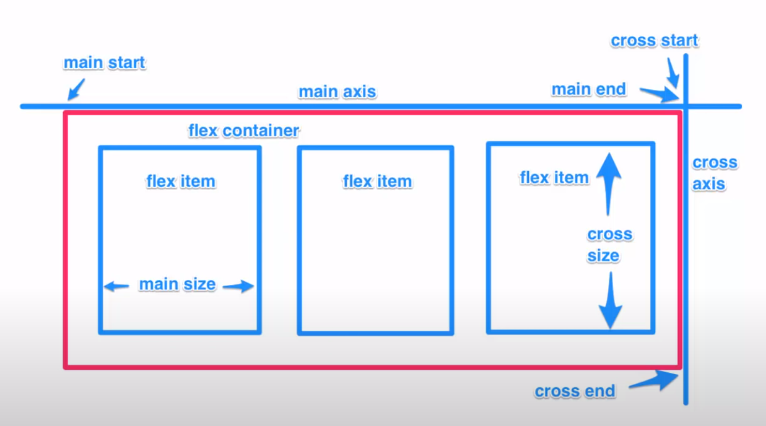 cross start
main start
main axis
main end
flex container
cross
axis
flex item
flex item
flex item
cross
size
main size
cross end